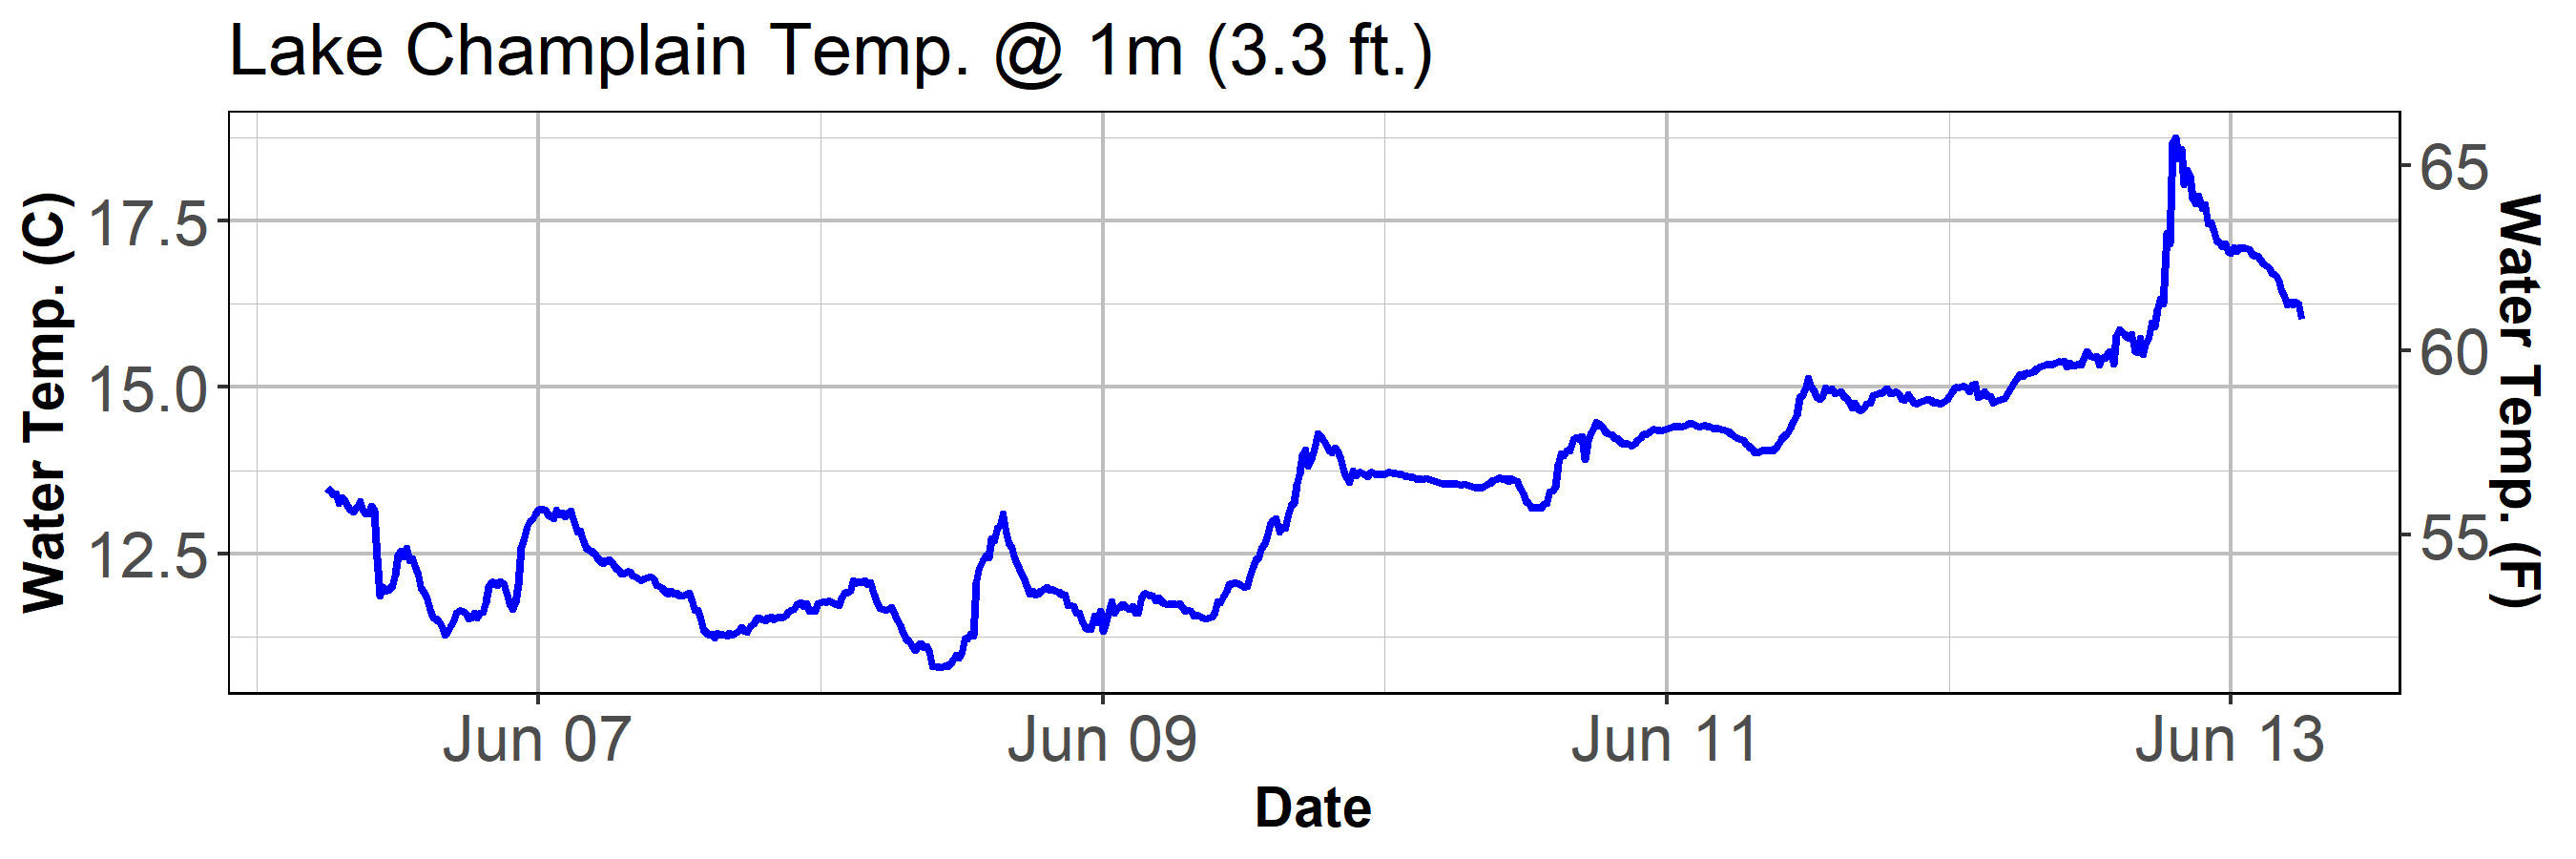 Lake Champlain Temp. @ 1m (3.3 ft.)
Water Temp. (C)
17.5
15.0
12.5
65
60
55
Water Temp. (F)
Jun 07
Jun 09
Jun 11
Jun 13
Date